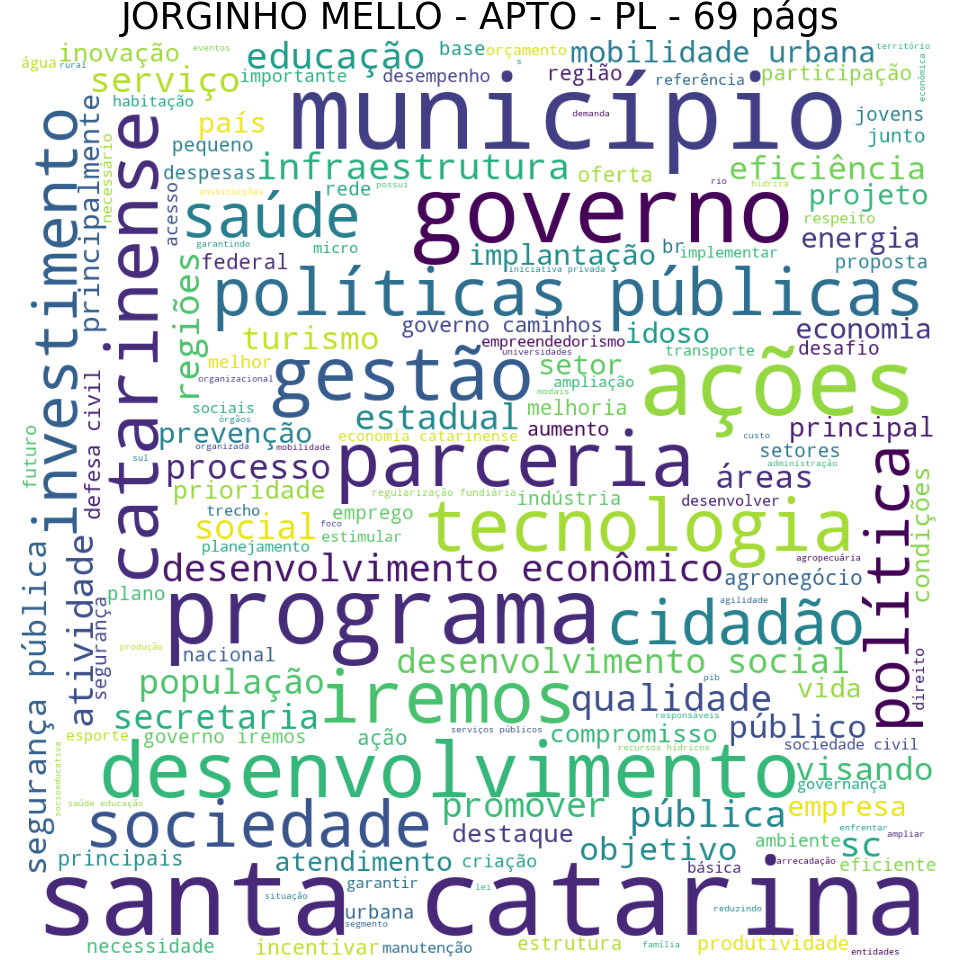 JORGINHO MELLO - APTO - PL - 69 págs
eventos
território
inovação
educação
base
orçamento
mobilidade urbana
água
rural
s
serviço
importante
desempenho
região
referência
participação
econômica
habitação
município
demanda
jovens
país
junto
pequeno
principalmente
necessário
investimento
catarinense
despesas
infraestrutura
oferta
eficiência
rede
possui
rio
hídrica
instituições
acesso
saúde
governo
projeto
respeito
micro
garantindo
implantação
br
implementar
energia
federal
iniciativa privada
proposta
regiões
políticas públicas
governo caminhos
idoso
economia
turismo
empreendedorismo
universidades
transporte
desafio
melhor
setor
organizacional
gestão
ampliação
modais
ações
sociais
órgãos
estadual
melhoria
aumento
principal
prevenção
economia catarinense
custo
organizada
mobilidade
setores
defesa civil
futuro
sul
processo
parceria
áreas
administração
prioridade
regularização fundiária
indústria
desenvolver
condições
trecho
emprego
social
foco
estimular
tecnologia
política
planejamento
agropecuária
desenvolvimento econômico
agronegócio
plano
programa
cidadão
agilidade
segurança pública
atividade
segurança
produção
nacional
desenvolvimento social
direito
pib
população
iremos
qualidade
vida
secretaria
responsáveis
público
esporte
governo iremos
ação
serviços públicos
compromisso
sociedade civil
recursos hídricos
desenvolvimento
visando
governança
socioeducativa
saúde educação
sociedade
promover
pública
empresa
destaque
enfrentar
ampliar
ambiente
sc
principais
atendimento
criação
objetivo
arrecadação
eficiente
básica
garantir
lei
santa catarina
situação
urbana
segmento
reduzindo
necessidade
incentivar
manutenção
estrutura
família
produtividade
entidades